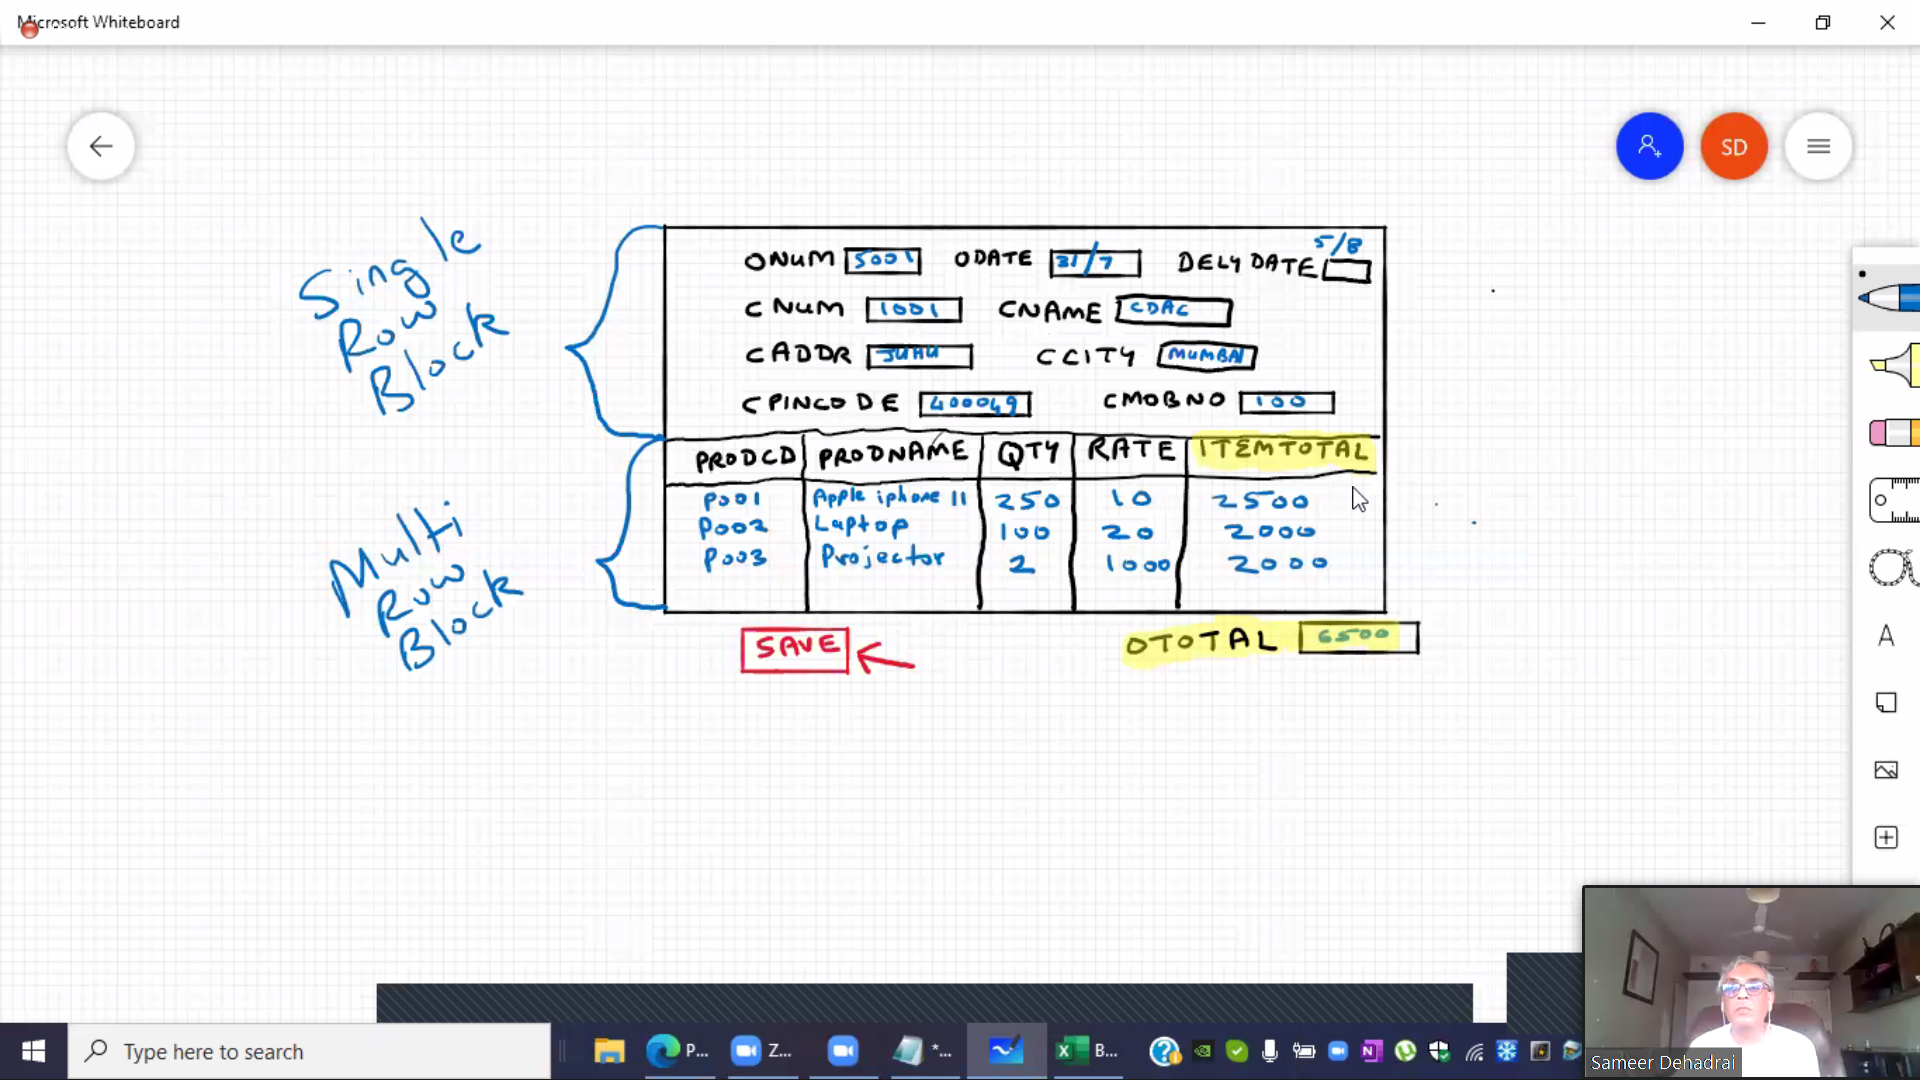 Microsoft Whiteboard
SD
Single
Row
Block
ONUM 5001 ODATE 31/7 DELYDATE 5/8
CNUM 1001 CNAME CDAC
CADDR JUHU CCITY MUMBAI
CPINCODE 400049 CMOBNO 100
PRODCD PRODNAME QTY RATE ITEMTOTAL
P001 Apple iphone 11 250 10 2500
P002 Laptop 100 20 2000
P003 Projector 2 1000 2000
Multi
Row
Block
SAVE OTOTAL 6500
A
Type here to search
P...
Z...
*...
B...
Sameer Dehadrai